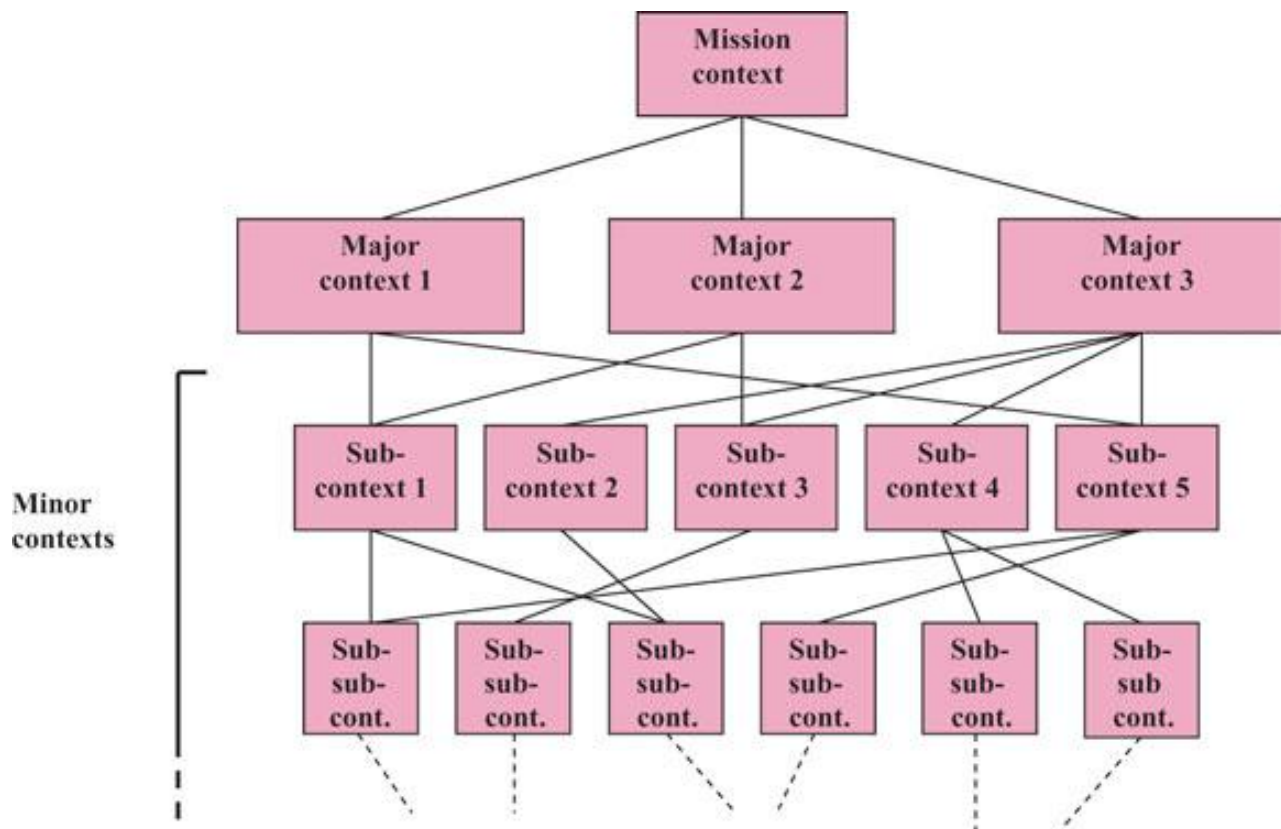 Mission
context
Major
context 1
Major
context 2
Major
context 3
Minor
contexts
Sub-
context 1
Sub-
context 2
Sub-
context 3
Sub-
context 4
Sub-
context 5
Sub-
sub-
cont.
Sub-
sub-
cont.
Sub-
sub-
cont.
Sub-
sub-
cont.
Sub-
sub-
cont.
Sub-
sub
cont.